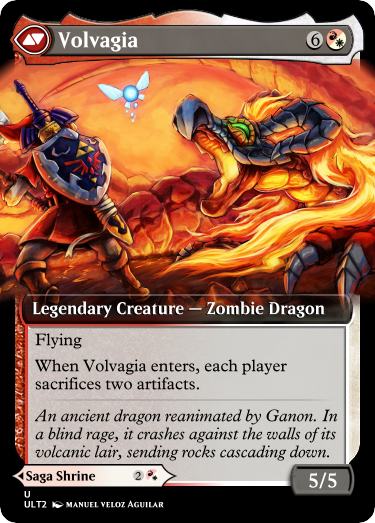 Volvagia 6
Legendary Creature — Zombie Dragon
Flying
When Volvagia enters, each player
sacrifices two artifacts.
An ancient dragon reanimated by Ganon. In
a blind rage, it crashes against the walls of its
volcanic lair, sending rocks cascading down.
Saga Shrine 2
5/5
U
ULT2 MANUEL VELOZ AGUILAR